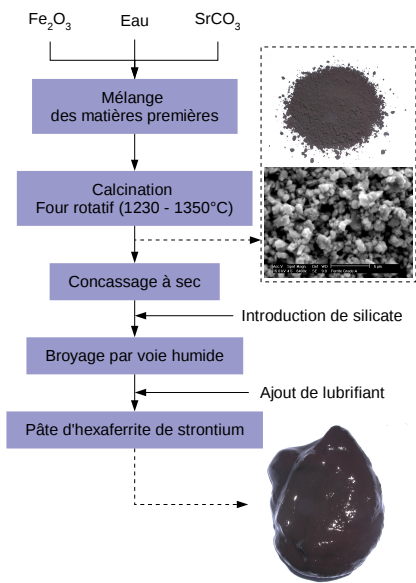 Fe2O3 Eau SrCO3
Mélange
des matières premières
Calcination
Four rotatif (1230 - 1350°C)
Concassage à sec
Introduction de silicate
Broyage par voie humide
Ajout de lubrifiant
Pâte d'hexaferrite de strontium